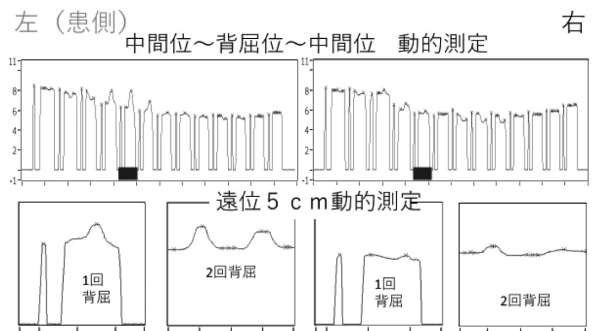 左（患側）
右
中間位～背屈位～中間位　動的測定
11
8
6
4
2
-1
11
8
6
4
2
-1
遠位５ｃｍ動的測定
1回
背屈
2回背屈
1回
背屈
2回背屈